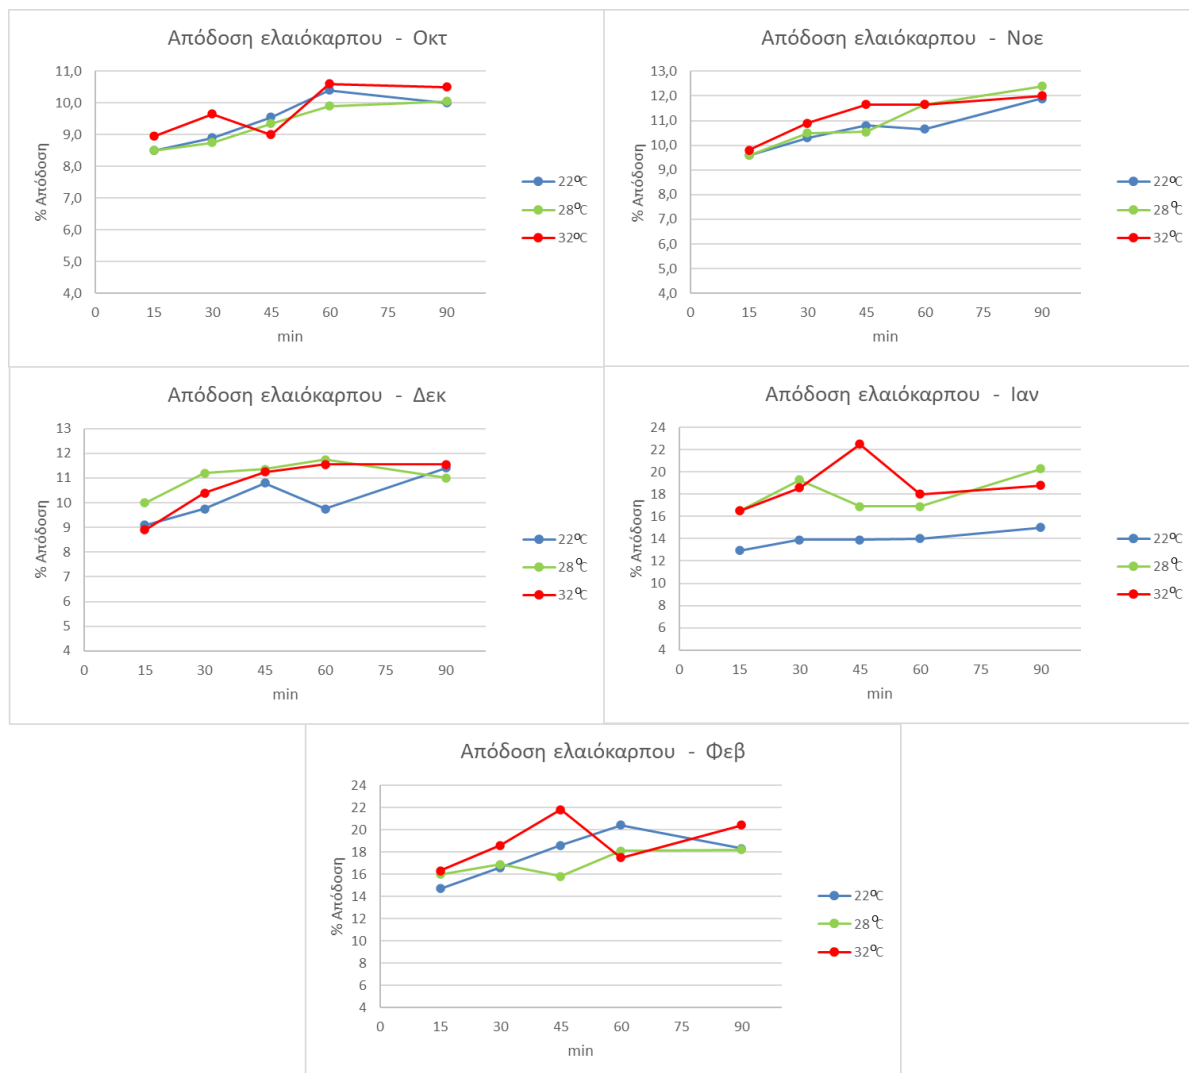 Απόδοση ελαιόκαρπου - Οκτ
11,0
10,0
9,0
8,0
7,0
6,0
5,0
4,0
% Απόδοση
0 15 30 45 60 75 90
min
22ºC
28ºC
32ºC
Απόδοση ελαιόκαρπου - Νοε
13,0
12,0
11,0
10,0
9,0
8,0
7,0
6,0
5,0
4,0
% Απόδοση
0 15 30 45 60 75 90
min
22ºC
28ºC
32ºC
Απόδοση ελαιόκαρπου - Δεκ
13
12
11
10
9
8
7
6
5
4
% Απόδοση
0 15 30 45 60 75 90
min
22ºC
28ºC
32ºC
Απόδοση ελαιόκαρπου - Ιαν
24
22
20
18
16
14
12
10
8
6
4
% Απόδοση
0 15 30 45 60 75 90
min
22ºC
28ºC
32ºC
Απόδοση ελαιόκαρπου - Φεβ
24
22
20
18
16
14
12
10
8
6
4
% Απόδοση
0 15 30 45 60 75 90
min
22ºC
28ºC
32ºC